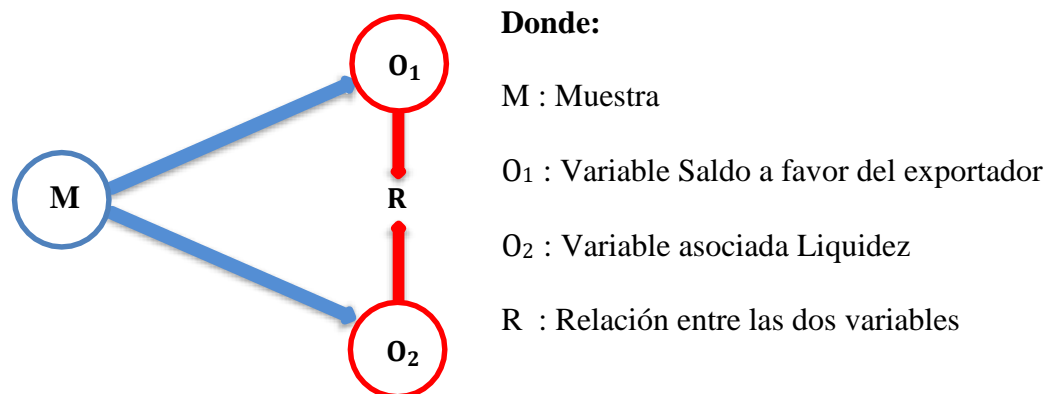 O₁
M
R
O₂
Donde:
M : Muestra
O₁ : Variable Saldo a favor del exportador
O₂ : Variable asociada Liquidez
R : Relación entre las dos variables